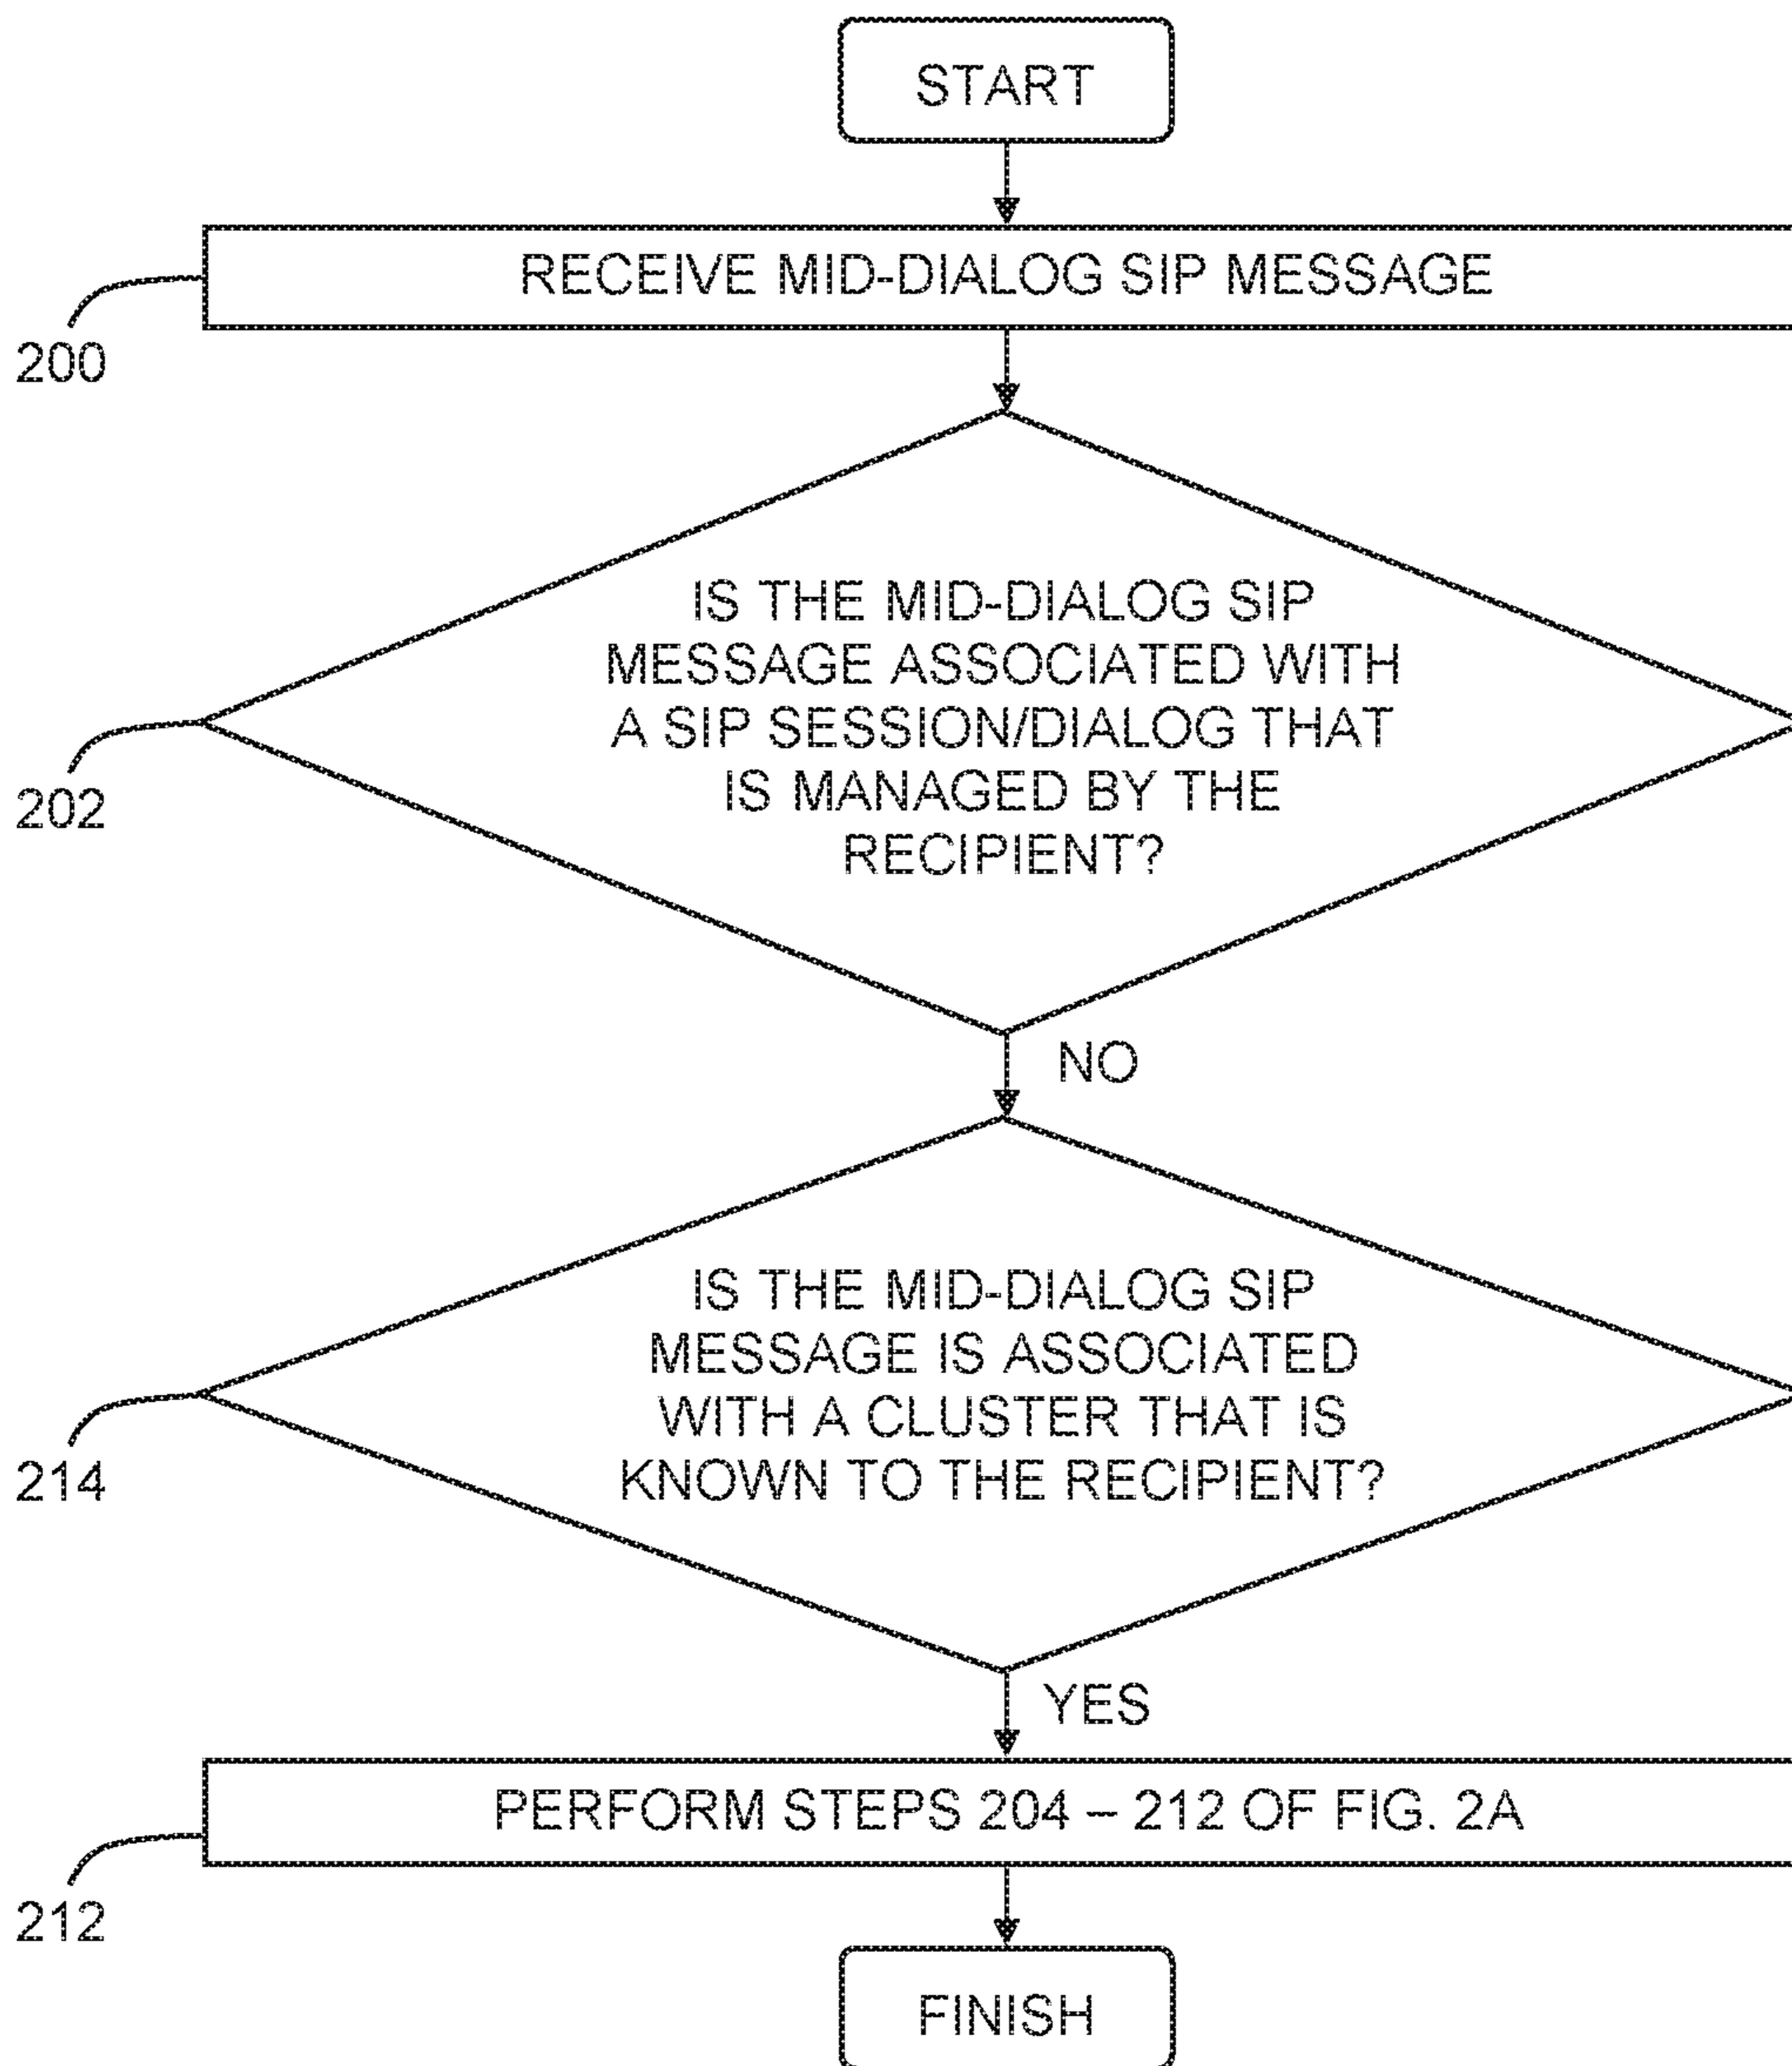 START
RECEIVE MID-DIALOG SIP MESSAGE
200
IS THE MID-DIALOG SIP
MESSAGE ASSOCIATED WITH
A SIP SESSION/DIALOG THAT
IS MANAGED BY THE
RECIPIENT?
202
NO
IS THE MID-DIALOG SIP
MESSAGE IS ASSOCIATED
WITH A CLUSTER THAT IS
KNOWN TO THE RECIPIENT?
214
YES
PERFORM STEPS 204 – 212 OF FIG. 2A
212
FINISH